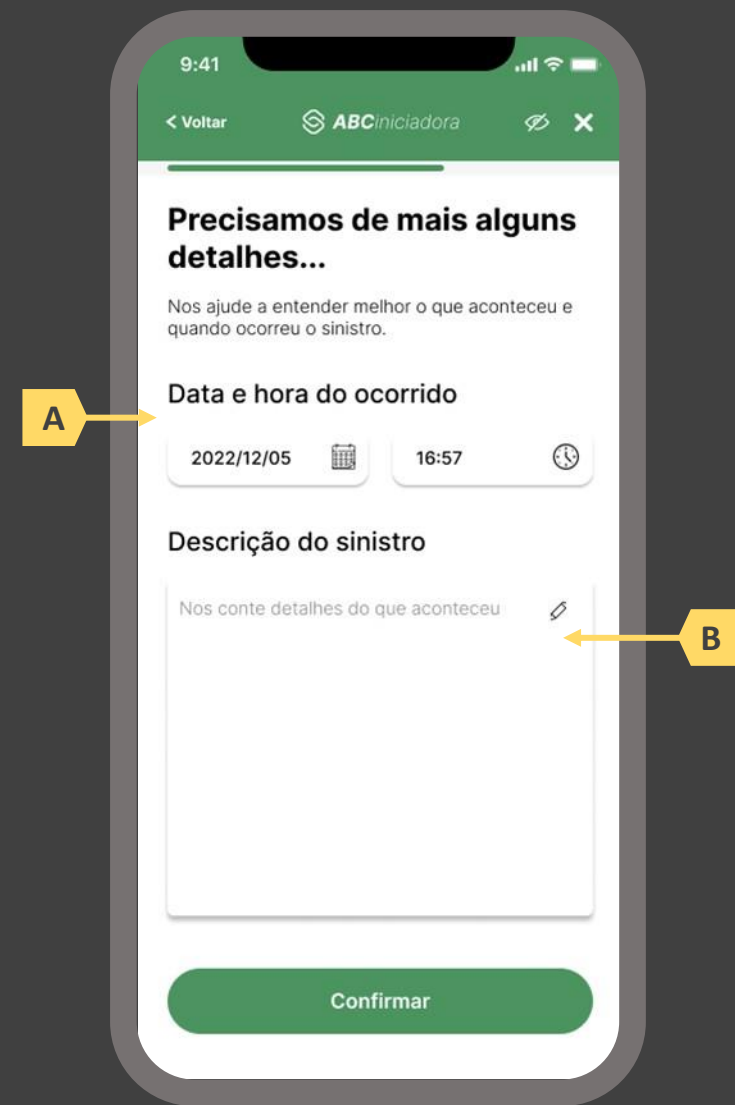 9:41
< Voltar ABCiniciadora
Precisamos de mais alguns
detalhes...
Nos ajude a entender melhor o que aconteceu e
quando ocorreu o sinistro.
Data e hora do ocorrido
A
2022/12/05 16:57
Descrição do sinistro
Nos conte detalhes do que aconteceu
B
Confirmar